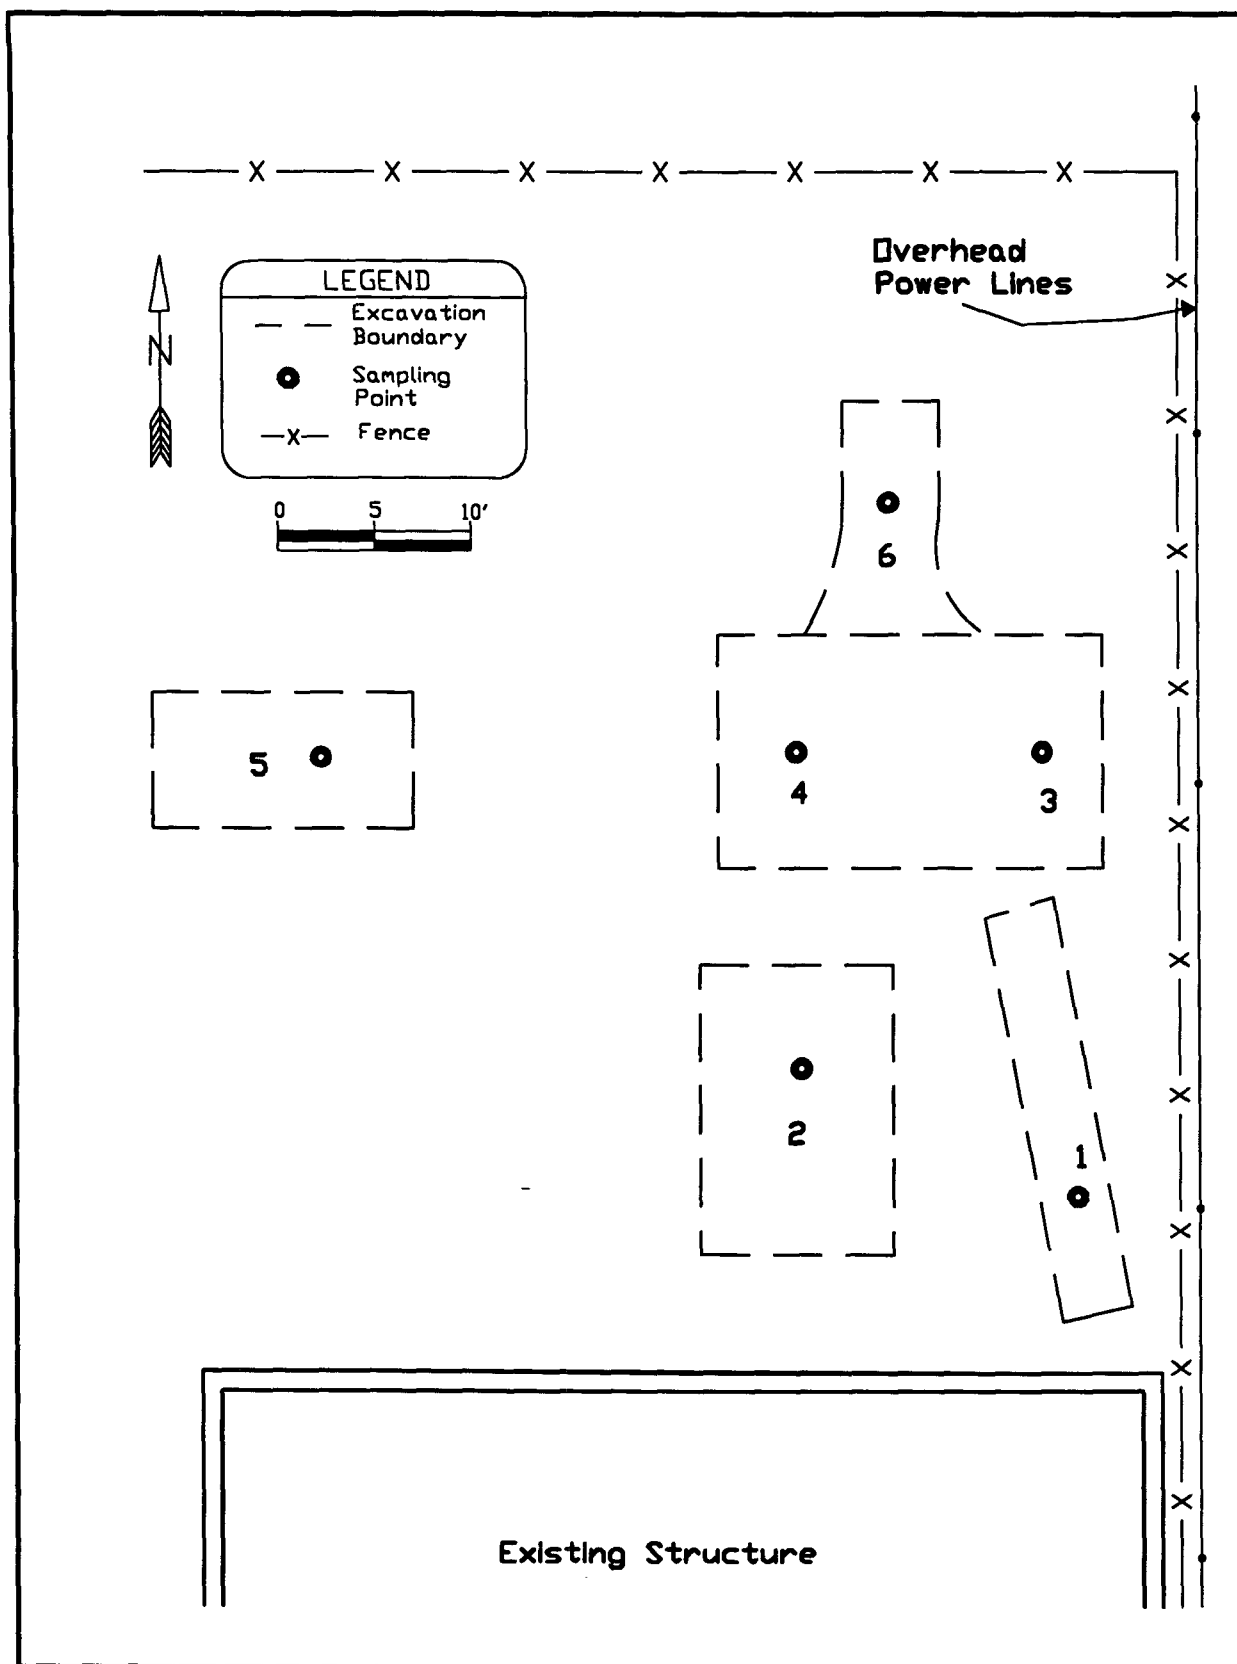 Overhead
Power Lines
LEGEND
Excavation
Boundary
Sampling
Point
—X— Fence
N
0 5 10'
6
5
4
3
2
1
Existing Structure